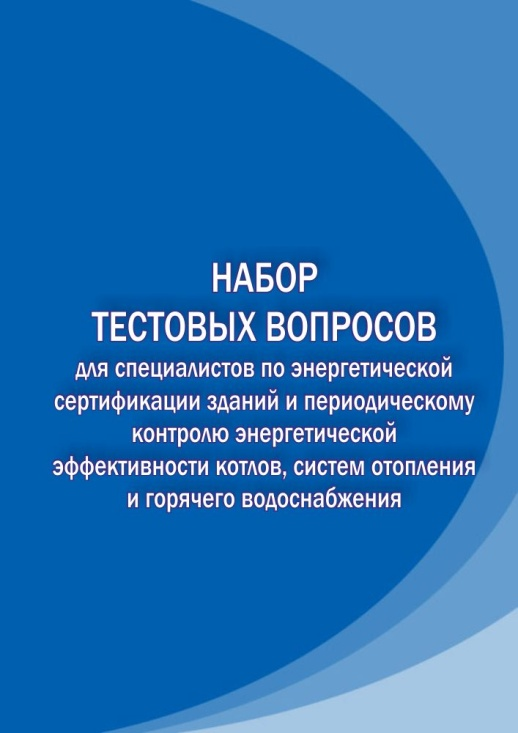 НАБОР
ТЕСТОВЫХ ВОПРОСОВ
для специалистов по энергетической
сертификации зданий и периодическому
контролю энергетической
эффективности котлов, систем отопления
и горячего водоснабжения